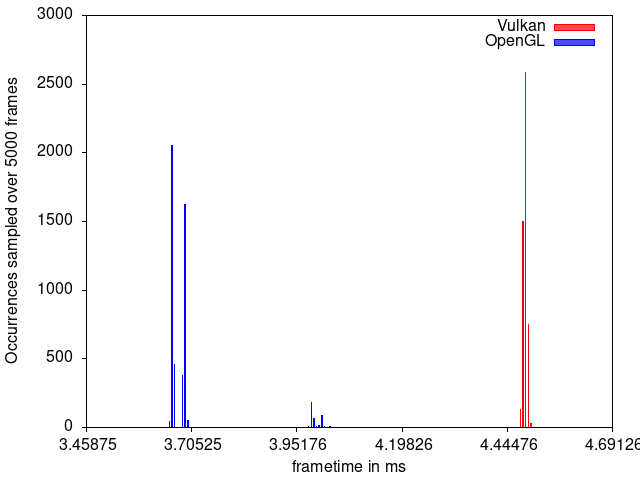 3000
Vulkan
OpenGL
2500
2000
1500
1000
500
0
Occurrences sampled over 5000 frames
3.45875 3.70525 3.95176 4.19826 4.44476 4.69126
frametime in ms